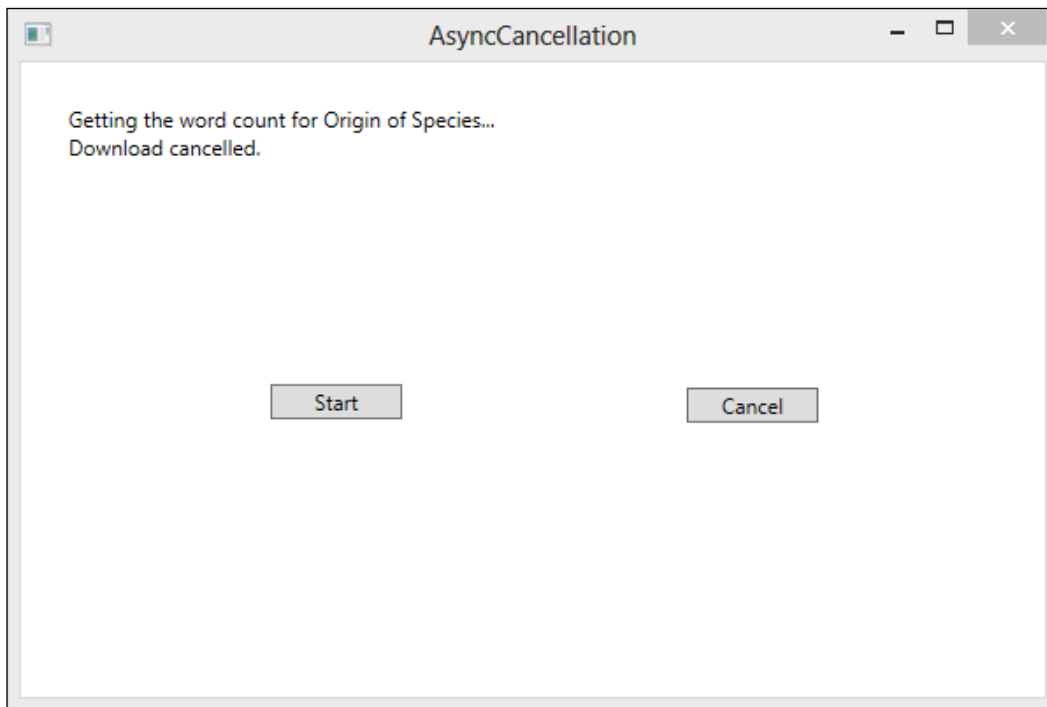 AsyncCancellation
Getting the word count for Origin of Species...
Download cancelled.
Start
Cancel